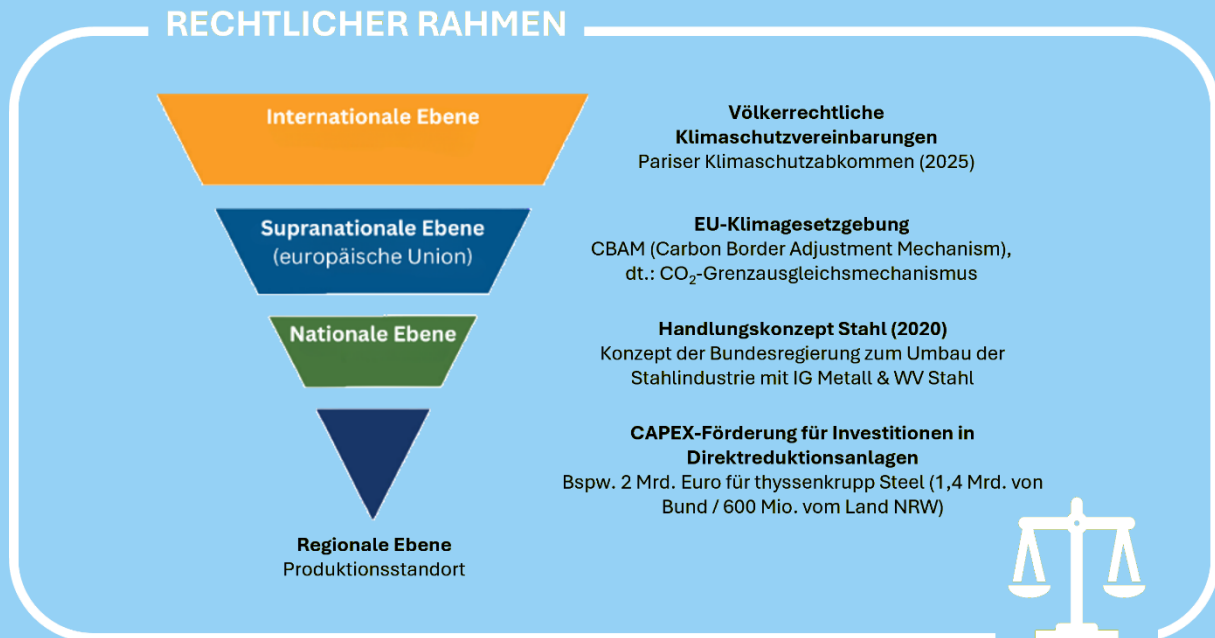 RECHTLICHER RAHMEN
Internationale Ebene
Völkerrechtliche
Klimaschutzvereinbarungen
Pariser Klimaschutzabkommen (2025)
Supranationale Ebene
(europäische Union)
EU-Klimagesetzgebung
CBAM (Carbon Border Adjustment Mechanism),
dt.: CO₂-Grenzausgleichsmechanismus
Nationale Ebene
Handlungskonzept Stahl (2020)
Konzept der Bundesregierung zum Umbau der
Stahlindustrie mit IG Metall & WV Stahl
CAPEX-Förderung für Investitionen in
Direktreduktionsanlagen
Bspw. 2 Mrd. Euro für thyssenkrupp Steel (1,4 Mrd. von
Bund / 600 Mio. vom Land NRW)
Regionale Ebene
Produktionsstandort